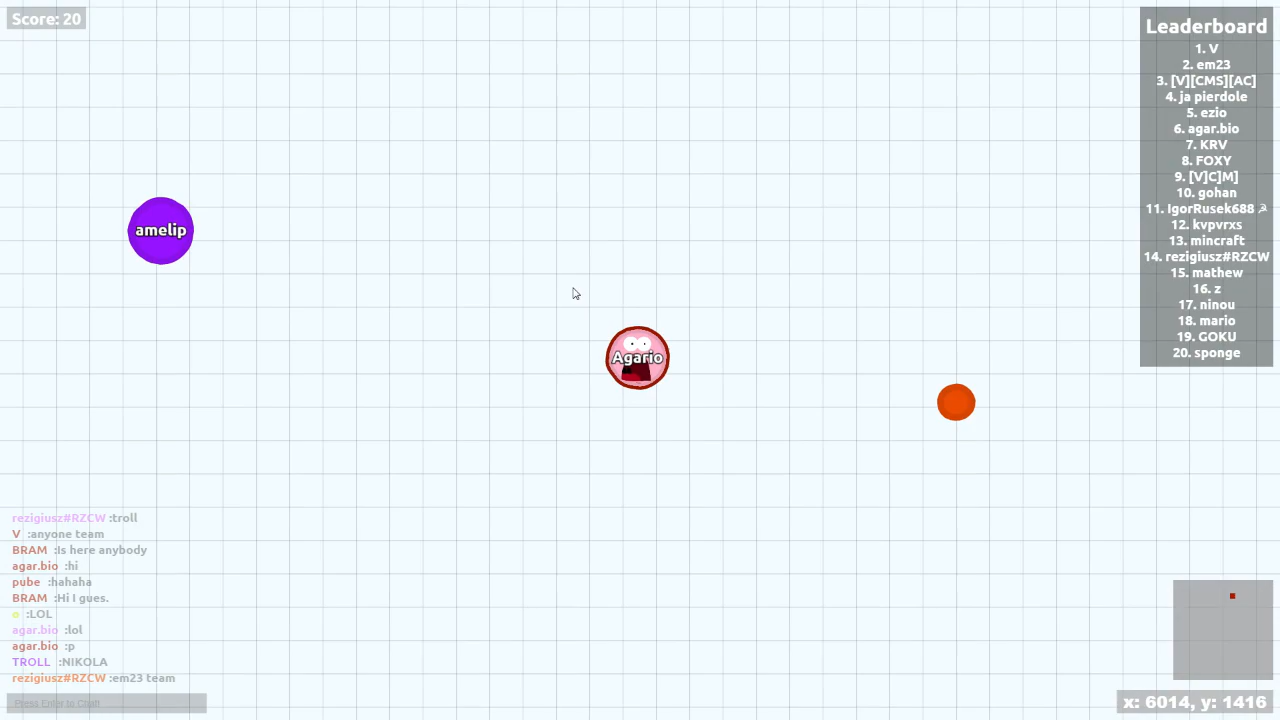 Score: 20
Leaderboard
1. V
2. em23
3. [V][CMS][AC]
4. ja pierdole
5. ezio
6. agar.bio
7. KRV
8. FOXY
9. [V]C]M]
10. gohan
11. IgorRusek688 ☭
12. kvpvrxs
13. mincraft
14. rezigiusz#RZCW
15. mathew
16. z
17. ninou
18. mario
19. GOKU
20. sponge
amelip
Agario
rezigiusz#RZCW :troll
V :anyone team
BRAM :Is here anybody
agar.bio :hi
pube :hahaha
BRAM :Hi I gues.
o :LOL
agar.bio :lol
agar.bio :p
TROLL :NIKOLA
rezigiusz#RZCW :em23 team
Press Enter to Chat!
x: 6014, y: 1416